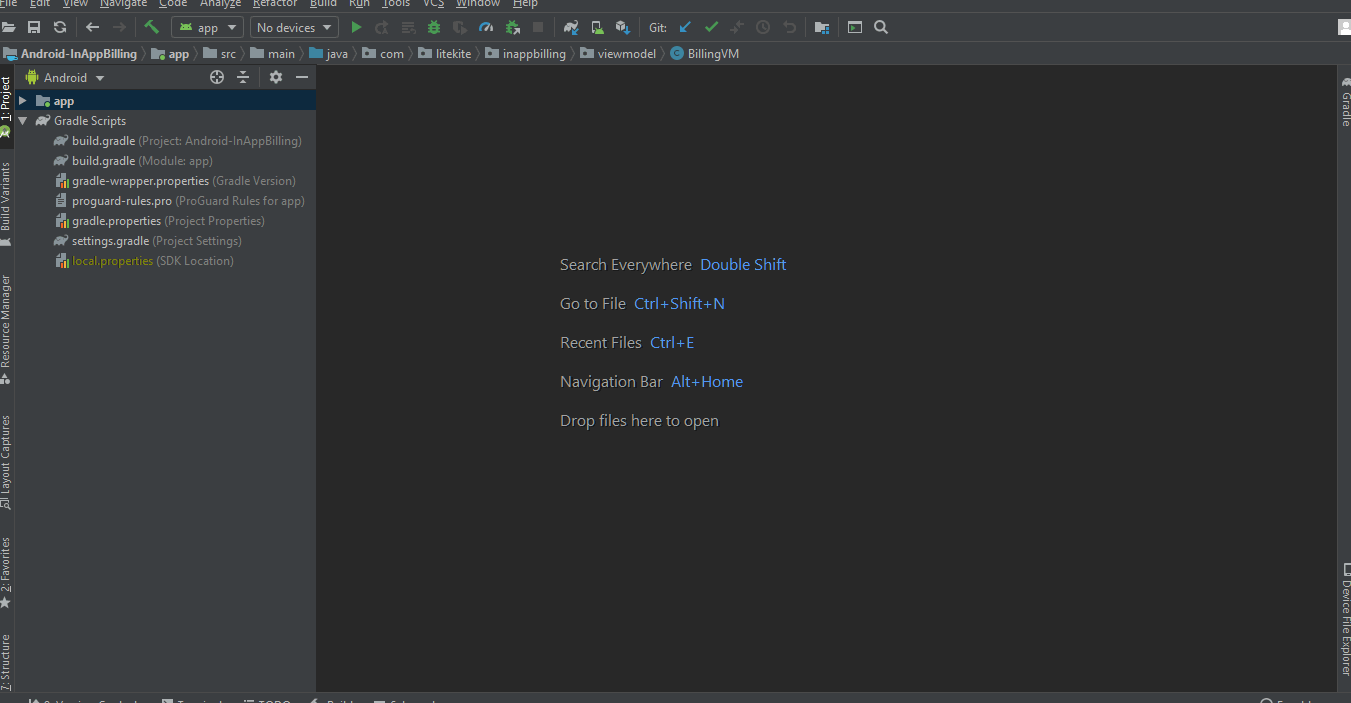 File Edit View Navigate Code Analyze Refactor Build Run Tools VCS Window Help
app No devices Git:
Android-InAppBilling app src main java com litekite inappbilling viewmodel BillingVM
1: Project
Build Variants
Resource Manager
Layout Captures
2: Favorites
7: Structure
Android
app
Gradle Scripts
build.gradle (Project: Android-InAppBilling)
build.gradle (Module: app)
gradle-wrapper.properties (Gradle Version)
proguard-rules.pro (ProGuard Rules for app)
gradle.properties (Project Properties)
settings.gradle (Project Settings)
local.properties (SDK Location)
Search Everywhere Double Shift
Go to File Ctrl+Shift+N
Recent Files Ctrl+E
Navigation Bar Alt+Home
Drop files here to open
Gradle
Device File Explorer
TODO